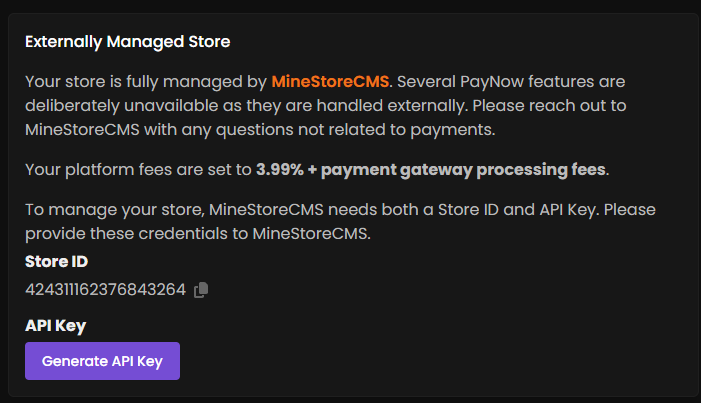 Externally Managed Store
Your store is fully managed by MineStoreCMS. Several PayNow features are
deliberately unavailable as they are handled externally. Please reach out to
MineStoreCMS with any questions not related to payments.
Your platform fees are set to 3.99% + payment gateway processing fees.
To manage your store, MineStoreCMS needs both a Store ID and API Key. Please
provide these credentials to MineStoreCMS.
Store ID
424311162376843264
API Key
Generate API Key